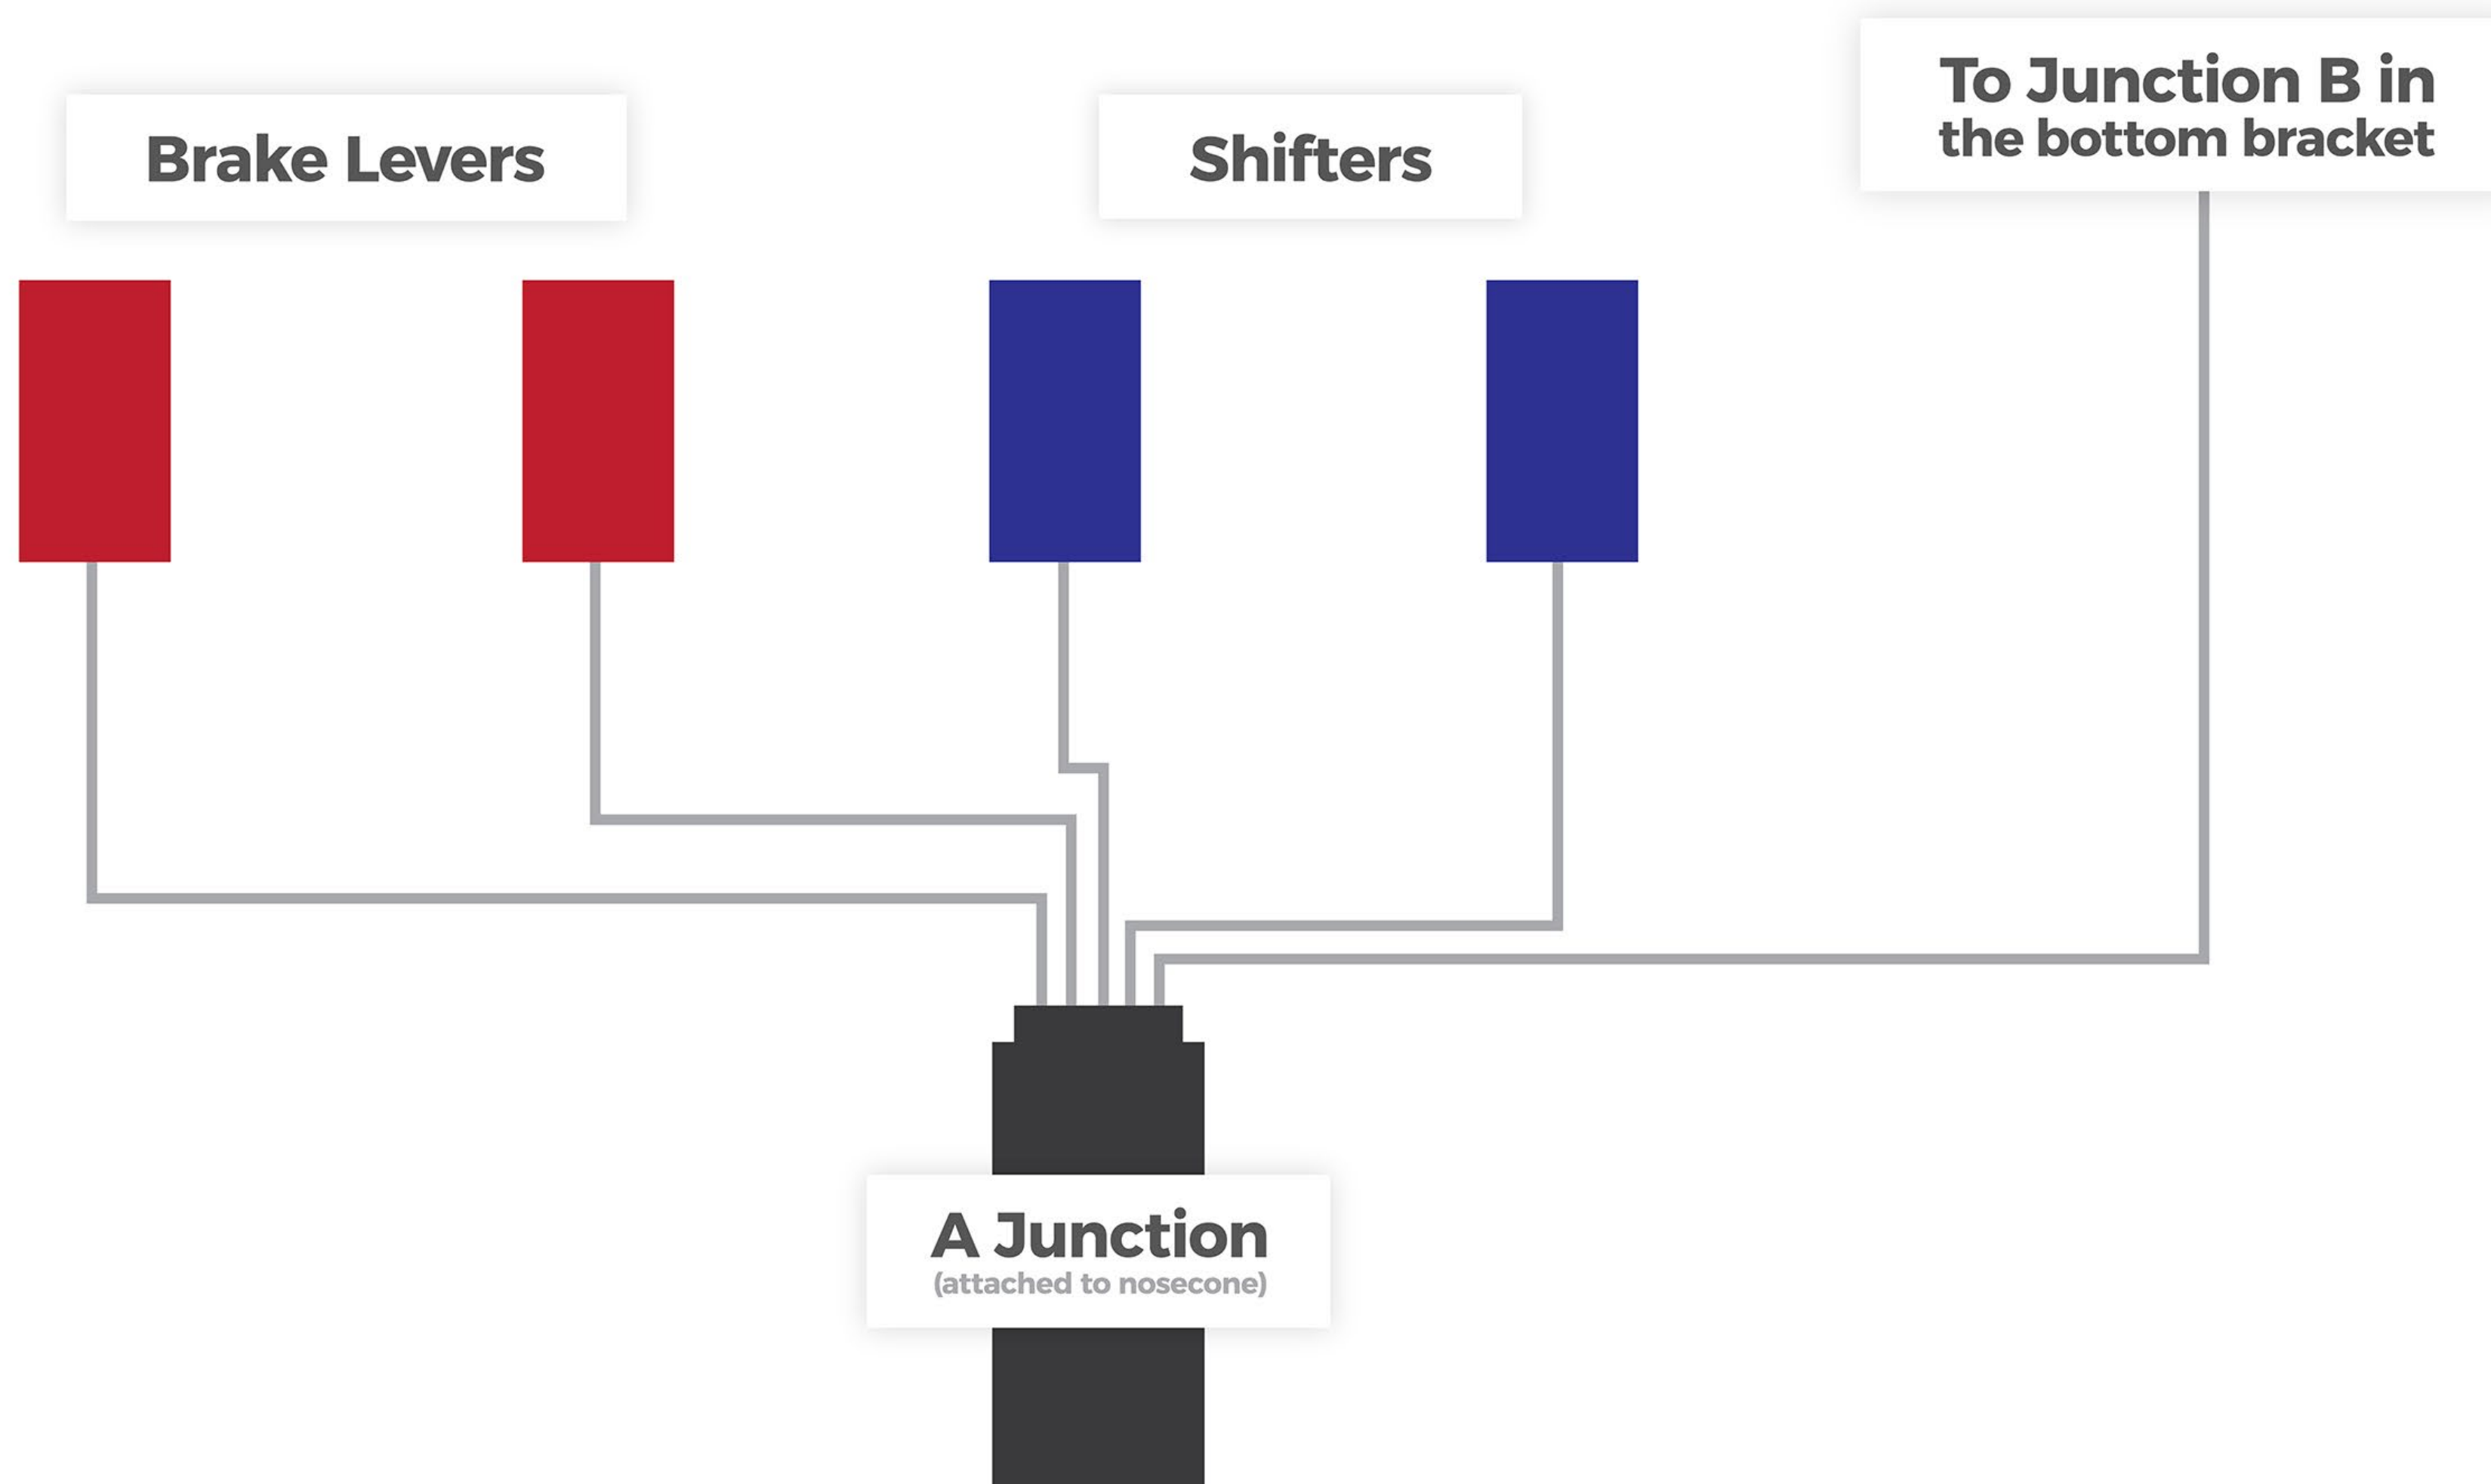 Brake Levers
Shifters
To Junction B in
the bottom bracket
A Junction
(attached to nosecone)